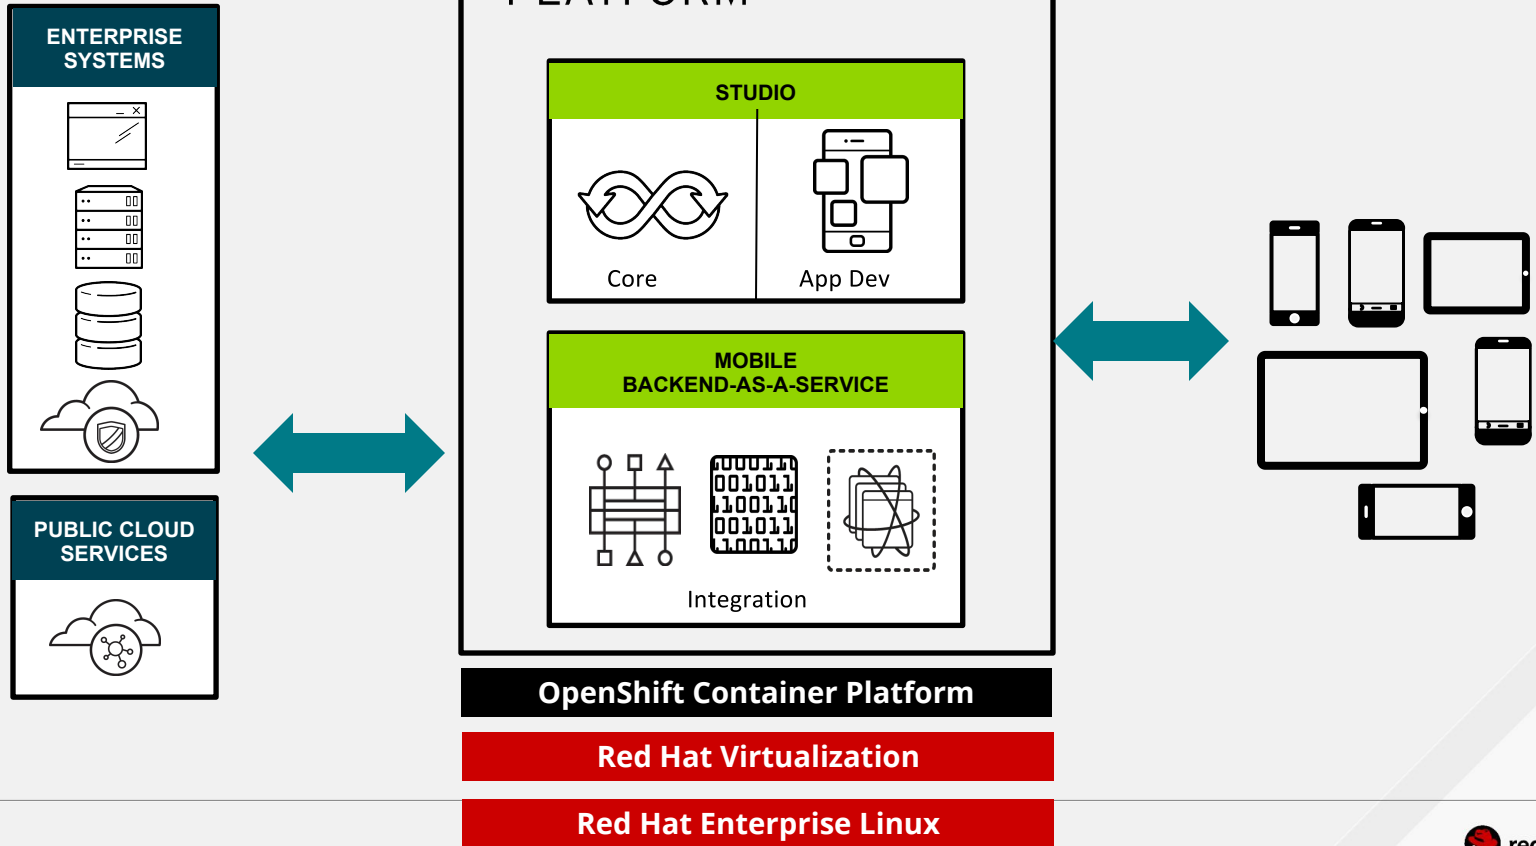 PLATFORM
ENTERPRISE
SYSTEMS
STUDIO
Core
App Dev
MOBILE
BACKEND-AS-A-SERVICE
Integration
PUBLIC CLOUD
SERVICES
OpenShift Container Platform
Red Hat Virtualization
Red Hat Enterprise Linux